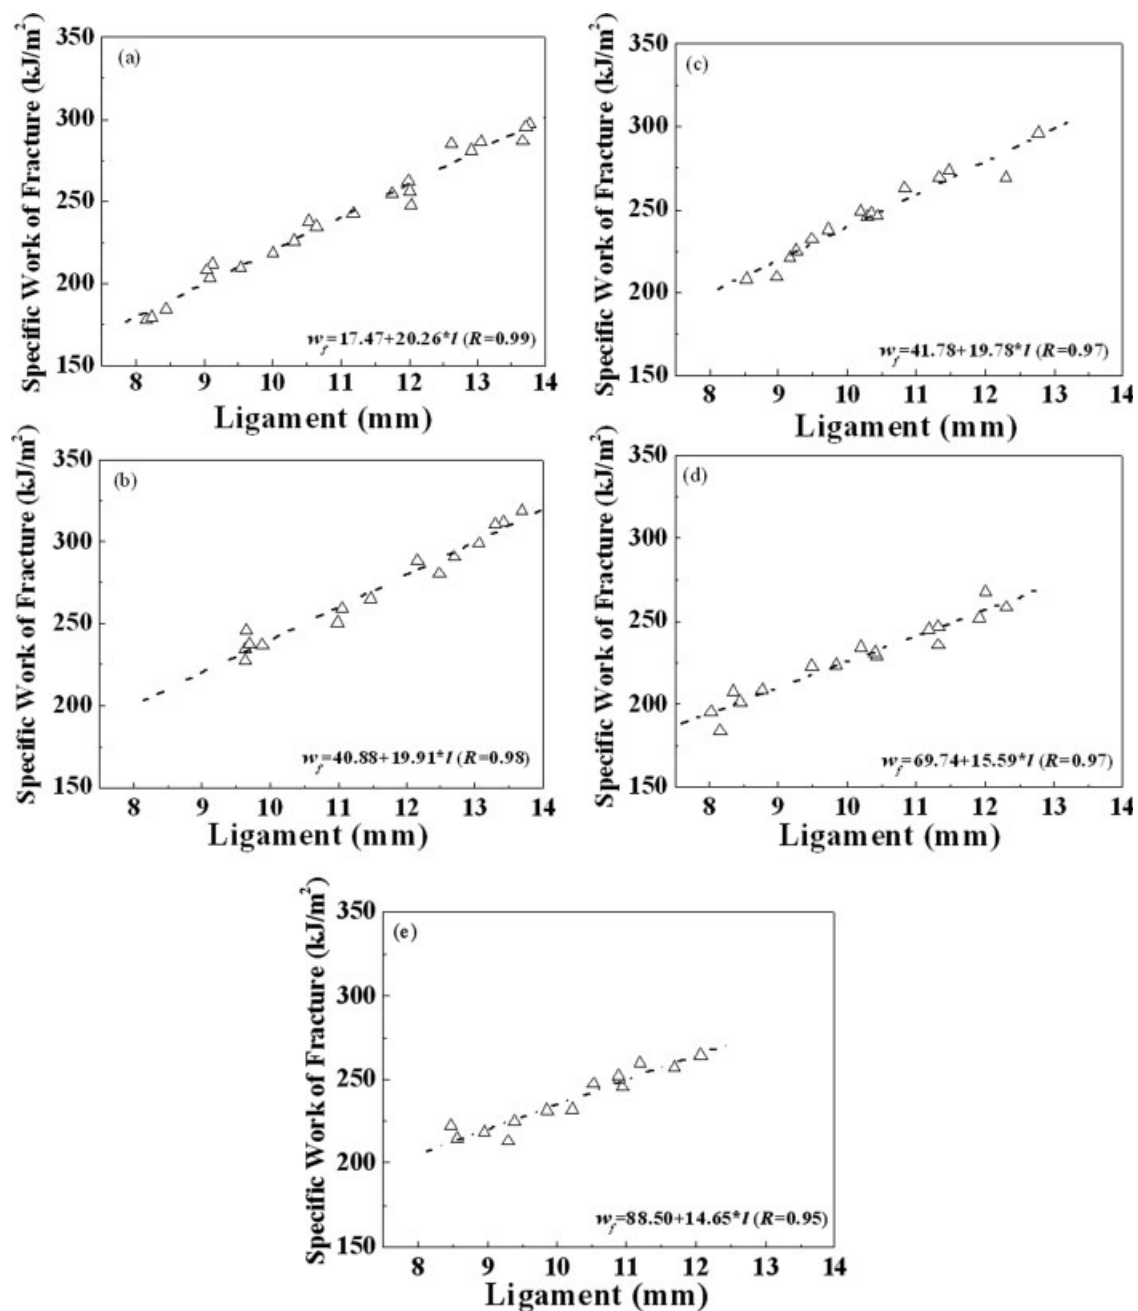 Specific Work of Fracture (kJ/m²)
350
300
250
200
150
(a)
w_f=17.47+20.26*l (R=0.99)
8 9 10 11 12 13 14
Ligament (mm)
Specific Work of Fracture (kJ/m²)
350
300
250
200
150
(c)
w_f=41.78+19.78*l (R=0.97)
8 9 10 11 12 13 14
Ligament (mm)
Specific Work of Fracture (kJ/m²)
350
300
250
200
150
(b)
w_f=40.88+19.91*l (R=0.98)
8 9 10 11 12 13 14
Ligament (mm)
Specific Work of Fracture (kJ/m²)
350
300
250
200
150
(d)
w_f=69.74+15.59*l (R=0.97)
8 9 10 11 12 13 14
Ligament (mm)
Specific Work of Fracture (kJ/m²)
350
300
250
200
150
(e)
w_f=88.50+14.65*l (R=0.95)
8 9 10 11 12 13 14
Ligament (mm)